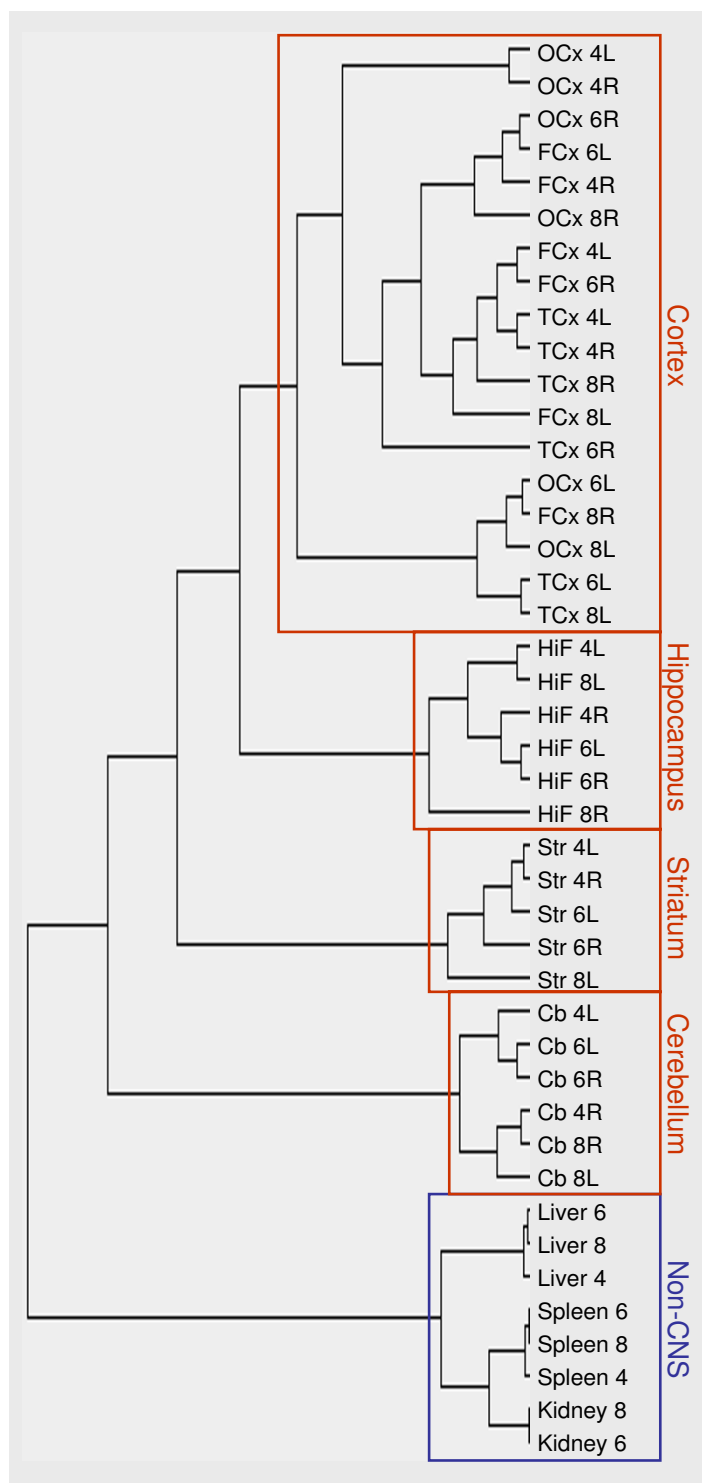 OCx 4L
OCx 4R
OCx 6R
FCx 6L
FCx 4R
OCx 8R
FCx 4L
FCx 6R
TCx 4L
TCx 4R
TCx 8R
FCx 8L
TCx 6R
OCx 6L
FCx 8R
OCx 8L
TCx 6L
TCx 8L
Cortex
HiF 4L
HiF 8L
HiF 4R
HiF 6L
HiF 6R
HiF 8R
Hippocampus
Str 4L
Str 4R
Str 6L
Str 6R
Str 8L
Striatum
Cb 4L
Cb 6L
Cb 6R
Cb 4R
Cb 8R
Cb 8L
Cerebellum
Liver 6
Liver 8
Liver 4
Spleen 6
Spleen 8
Spleen 4
Kidney 8
Kidney 6
Non-CNS